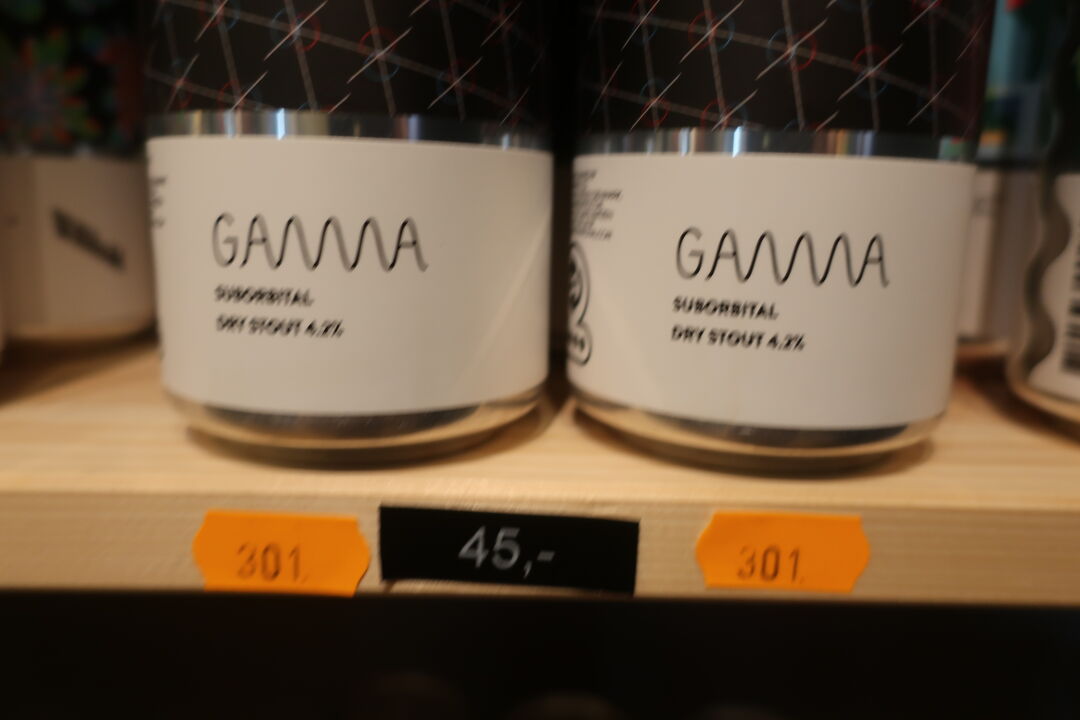 GAMMA
SUBORBITAL
DRY STOUT 4.2%
GAMMA
SUBORBITAL
DRY STOUT 4.2%
301.
45,-
301.